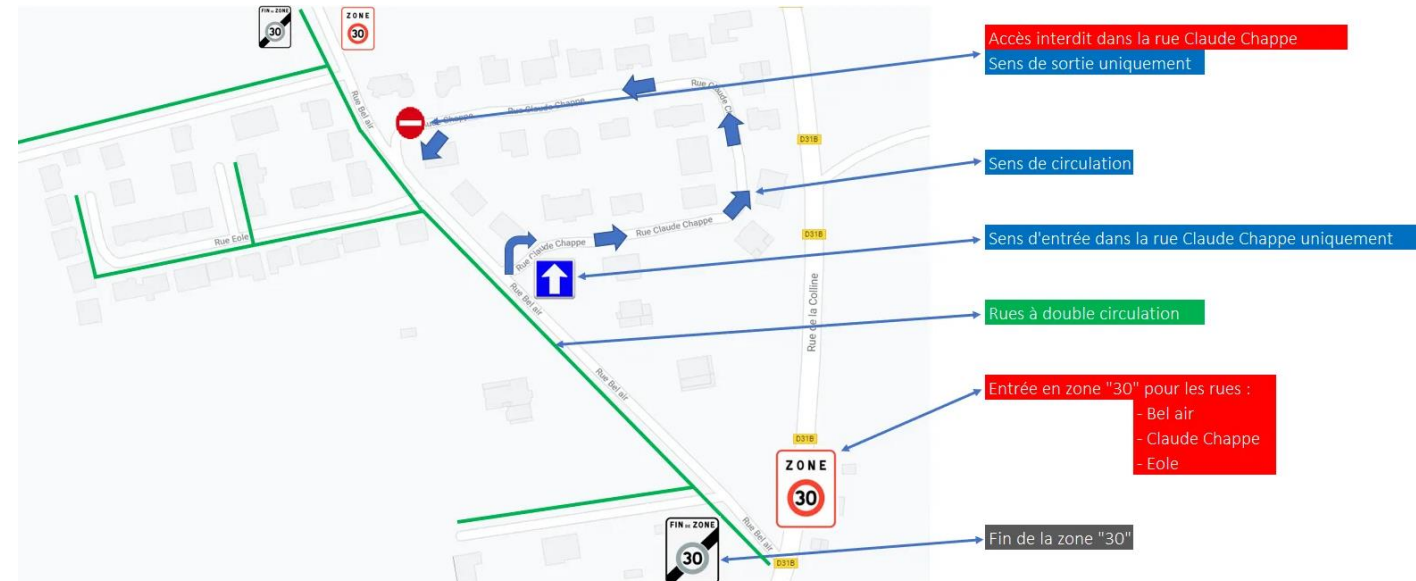 FIN DE ZONE
30
ZONE
30
Accès interdit dans la rue Claude Chappe
Sens de sortie uniquement
Rue Bel air
Chappe
Rue Claude Chappe
Rue Claude
D31B
Sens de circulation
Rue Eole
Rue Claude Chappe
Rue Claude Chappe
D31B
Sens d'entrée dans la rue Claude Chappe uniquement
Rue Bel air
Rue de la Colline
Rues à double circulation
Rue Bel air
Entrée en zone "30" pour les rues :
- Bel air
- Claude Chappe
- Eole
D31B
ZONE
30
Rue Bel air
FIN DE ZONE
30
D31B
Fin de la zone "30"